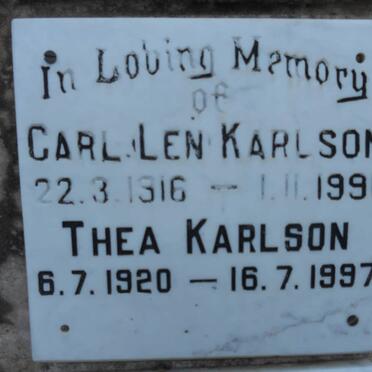 In Loving Memory
of
CARL LEN KARLSON
22.3.1916 — 1.11.199
THEA KARLSON
6.7.1920 — 16.7.1997